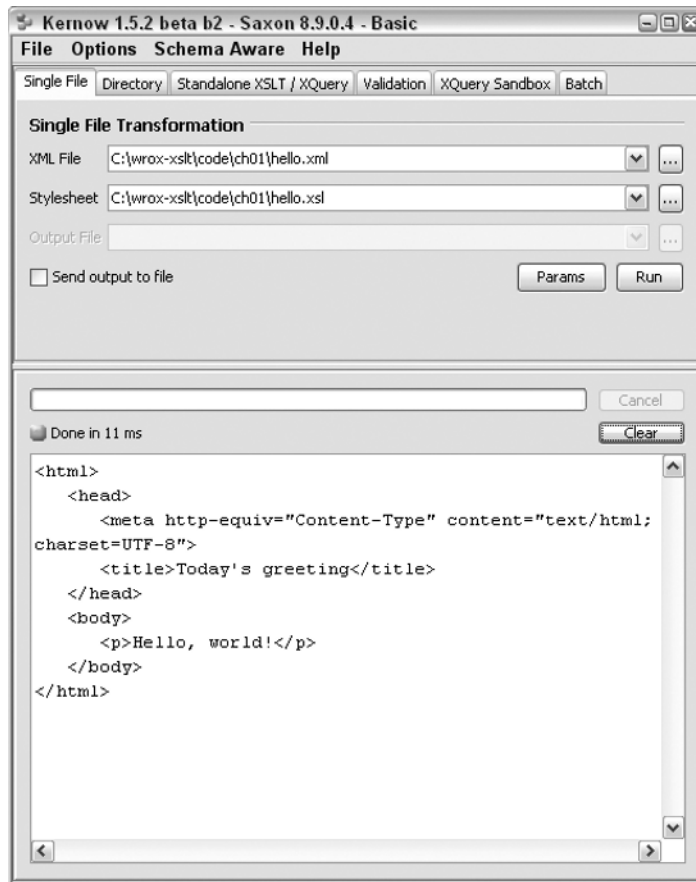 Kernow 1.5.2 beta b2 - Saxon 8.9.0.4 - Basic
File Options Schema Aware Help
Single File Directory Standalone XSLT / XQuery Validation XQuery Sandbox Batch
Single File Transformation
XML File C:\wrox-xslt\code\ch01\hello.xml ...
Stylesheet C:\wrox-xslt\code\ch01\hello.xsl ...
Output File ...
Send output to file Params Run
Cancel
Done in 11 ms Clear
<html>
   <head>
      <meta http-equiv="Content-Type" content="text/html;
charset=UTF-8">
      <title>Today's greeting</title>
   </head>
   <body>
      <p>Hello, world!</p>
   </body>
</html>